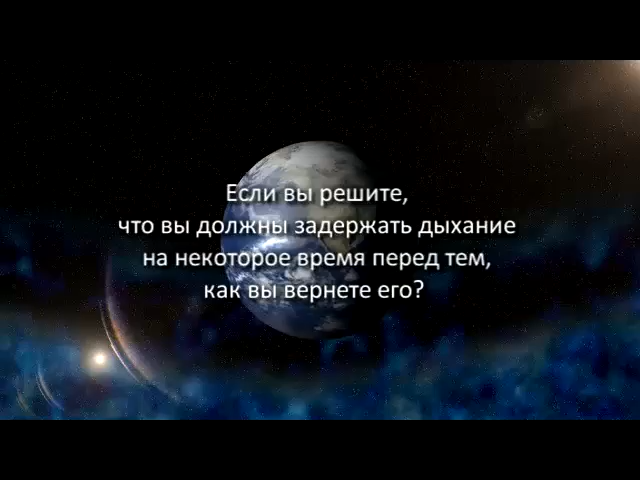 Если вы решите,
что вы должны задержать дыхание
на некоторое время перед тем,
как вы вернете его?